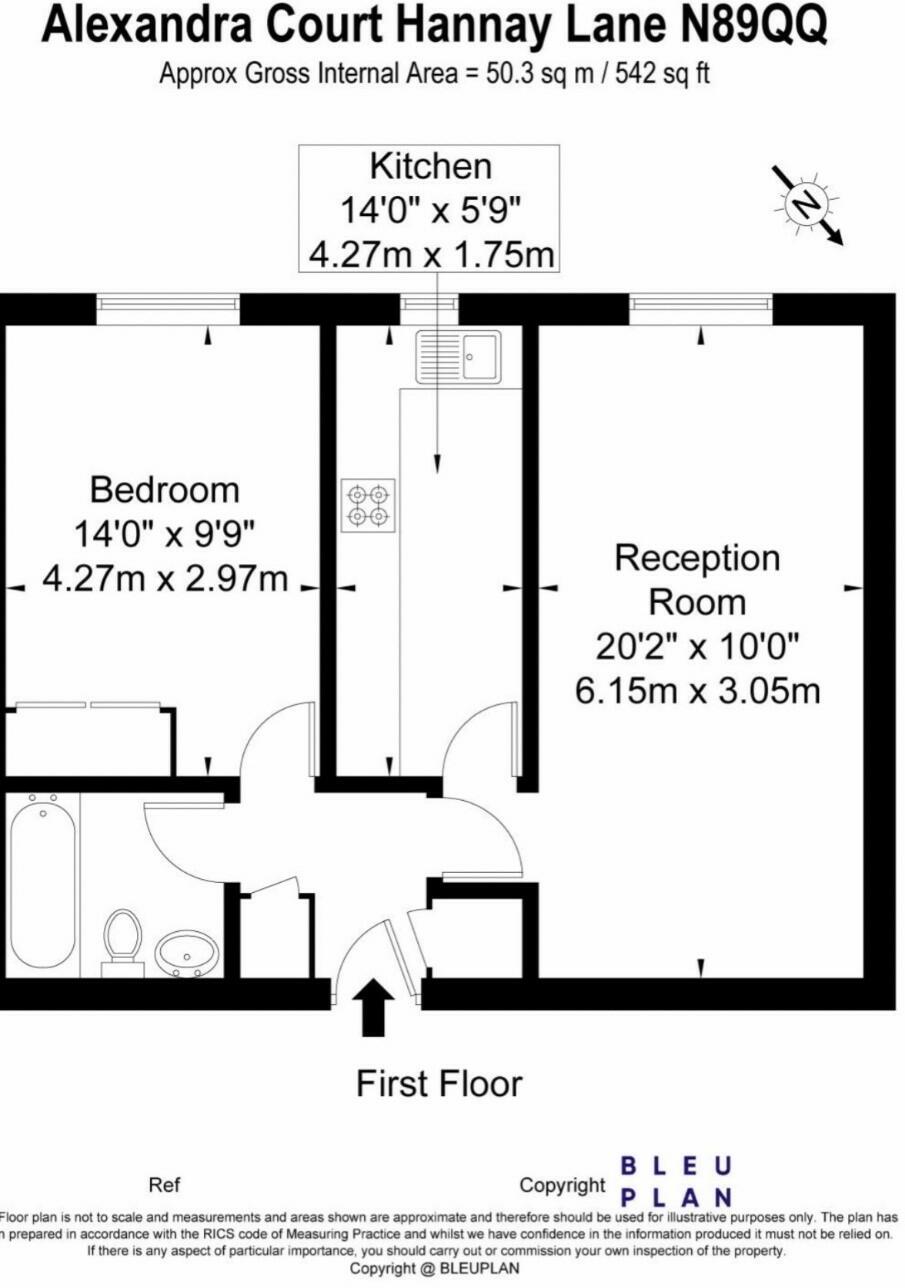 Alexandra Court Hannay Lane N89QQ
Approx Gross Internal Area = 50.3 sq m / 542 sq ft
Kitchen
14'0" x 5'9"
4.27m x 1.75m
N
Bedroom
14'0" x 9'9"
4.27m x 2.97m
Reception
Room
20'2" x 10'0"
6.15m x 3.05m
First Floor
Ref
Copyright
BLEU
PLAN
Floor plan is not to scale and measurements and areas shown are approximate and therefore should be used for illustrative purposes only. The plan has
prepared in accordance with the RICS code of Measuring Practice and whilst we have confidence in the information produced it must not be relied on.
If there is any aspect of particular importance, you should carry out or commission your own inspection of the property.
Copyright @ BLEUPLAN